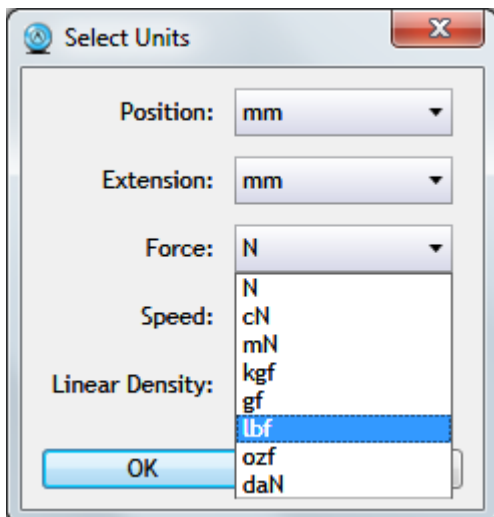 Select Units
Position: mm
Extension: mm
Force: N
N
cN
Speed:
mN
kgf
Linear Density:
gf
lbf
ozf
OK
daN